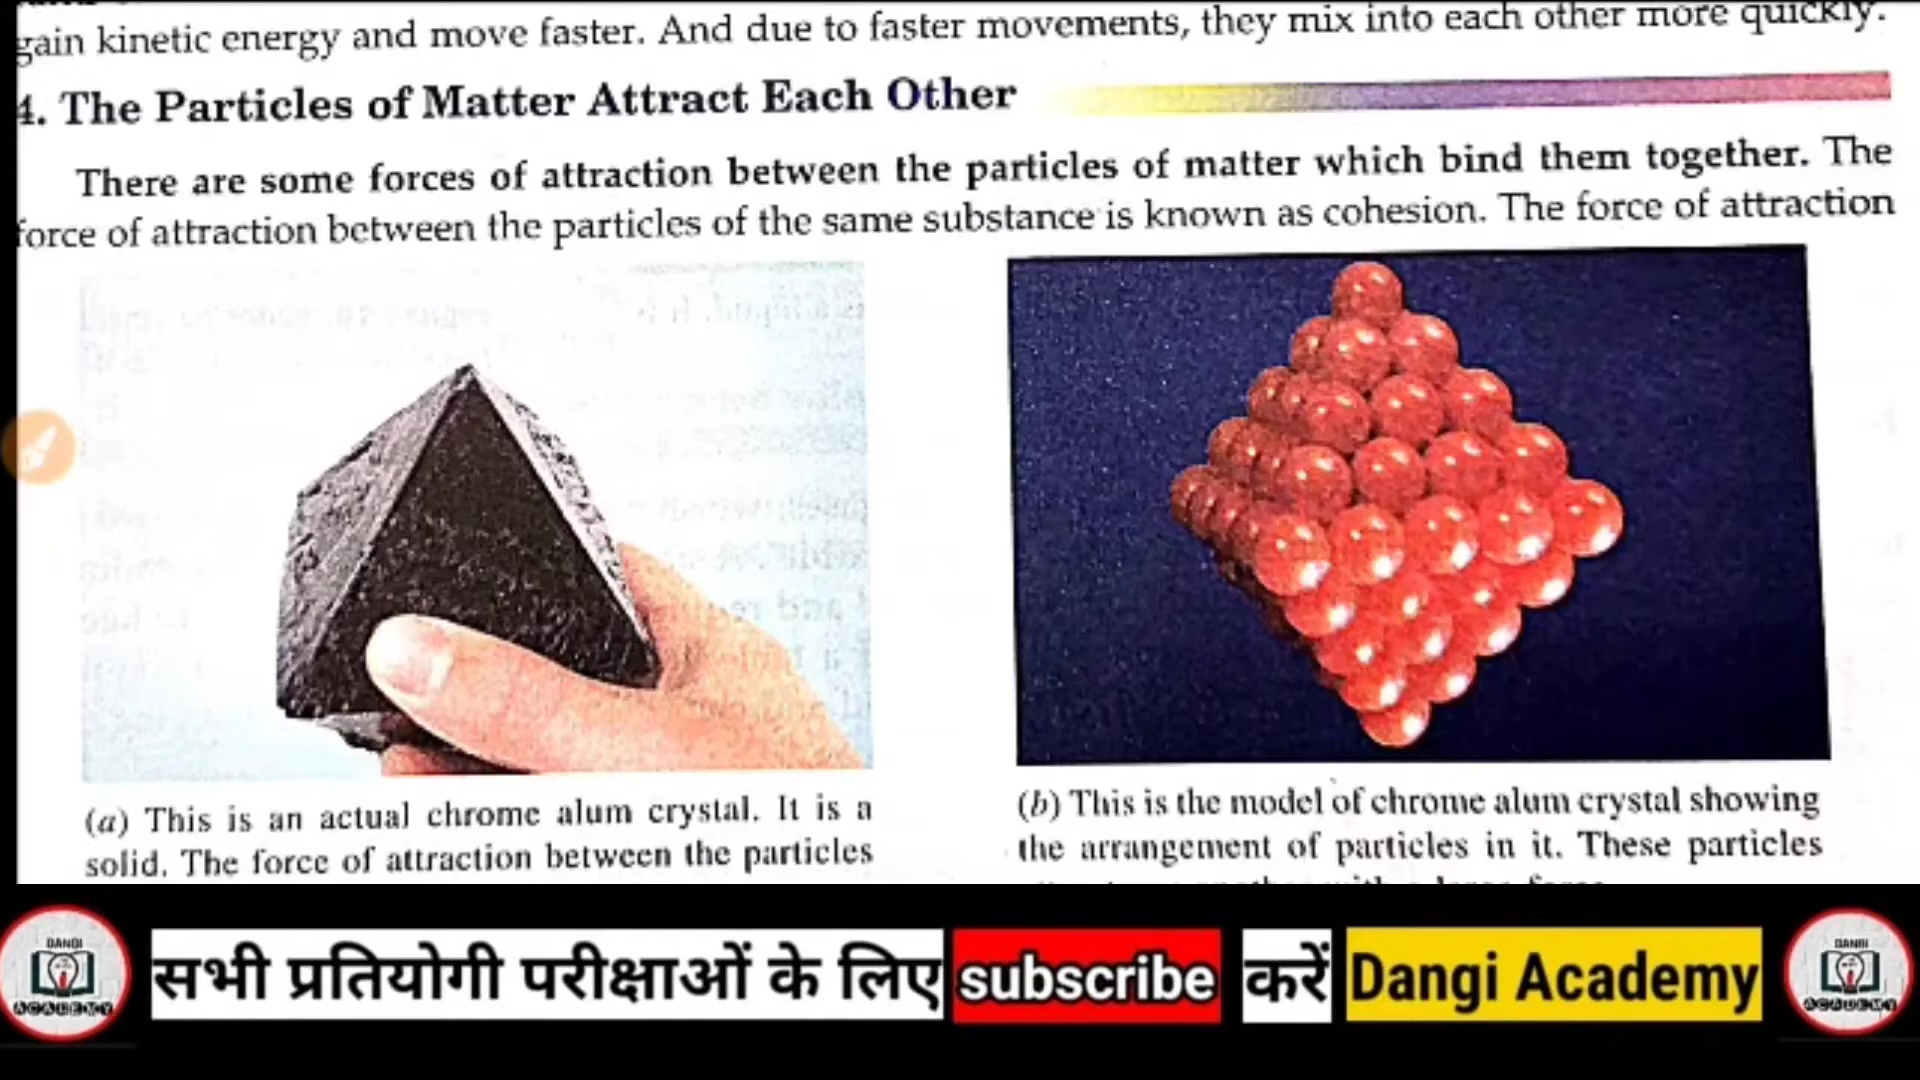 gain kinetic energy and move faster. And due to faster movements, they mix into each other more quickly.
4. The Particles of Matter Attract Each Other
There are some forces of attraction between the particles of matter which bind them together. The
force of attraction between the particles of the same substance is known as cohesion. The force of attraction
(a) This is an actual chrome alum crystal. It is a
solid. The force of attraction between the particles
(b) This is the model of chrome alum crystal showing
the arrangement of particles in it. These particles
DANGI
ACADEMY
सभी प्रतियोगी परीक्षाओं के लिए subscribe करें Dangi Academy
DANGI
ACADEMY